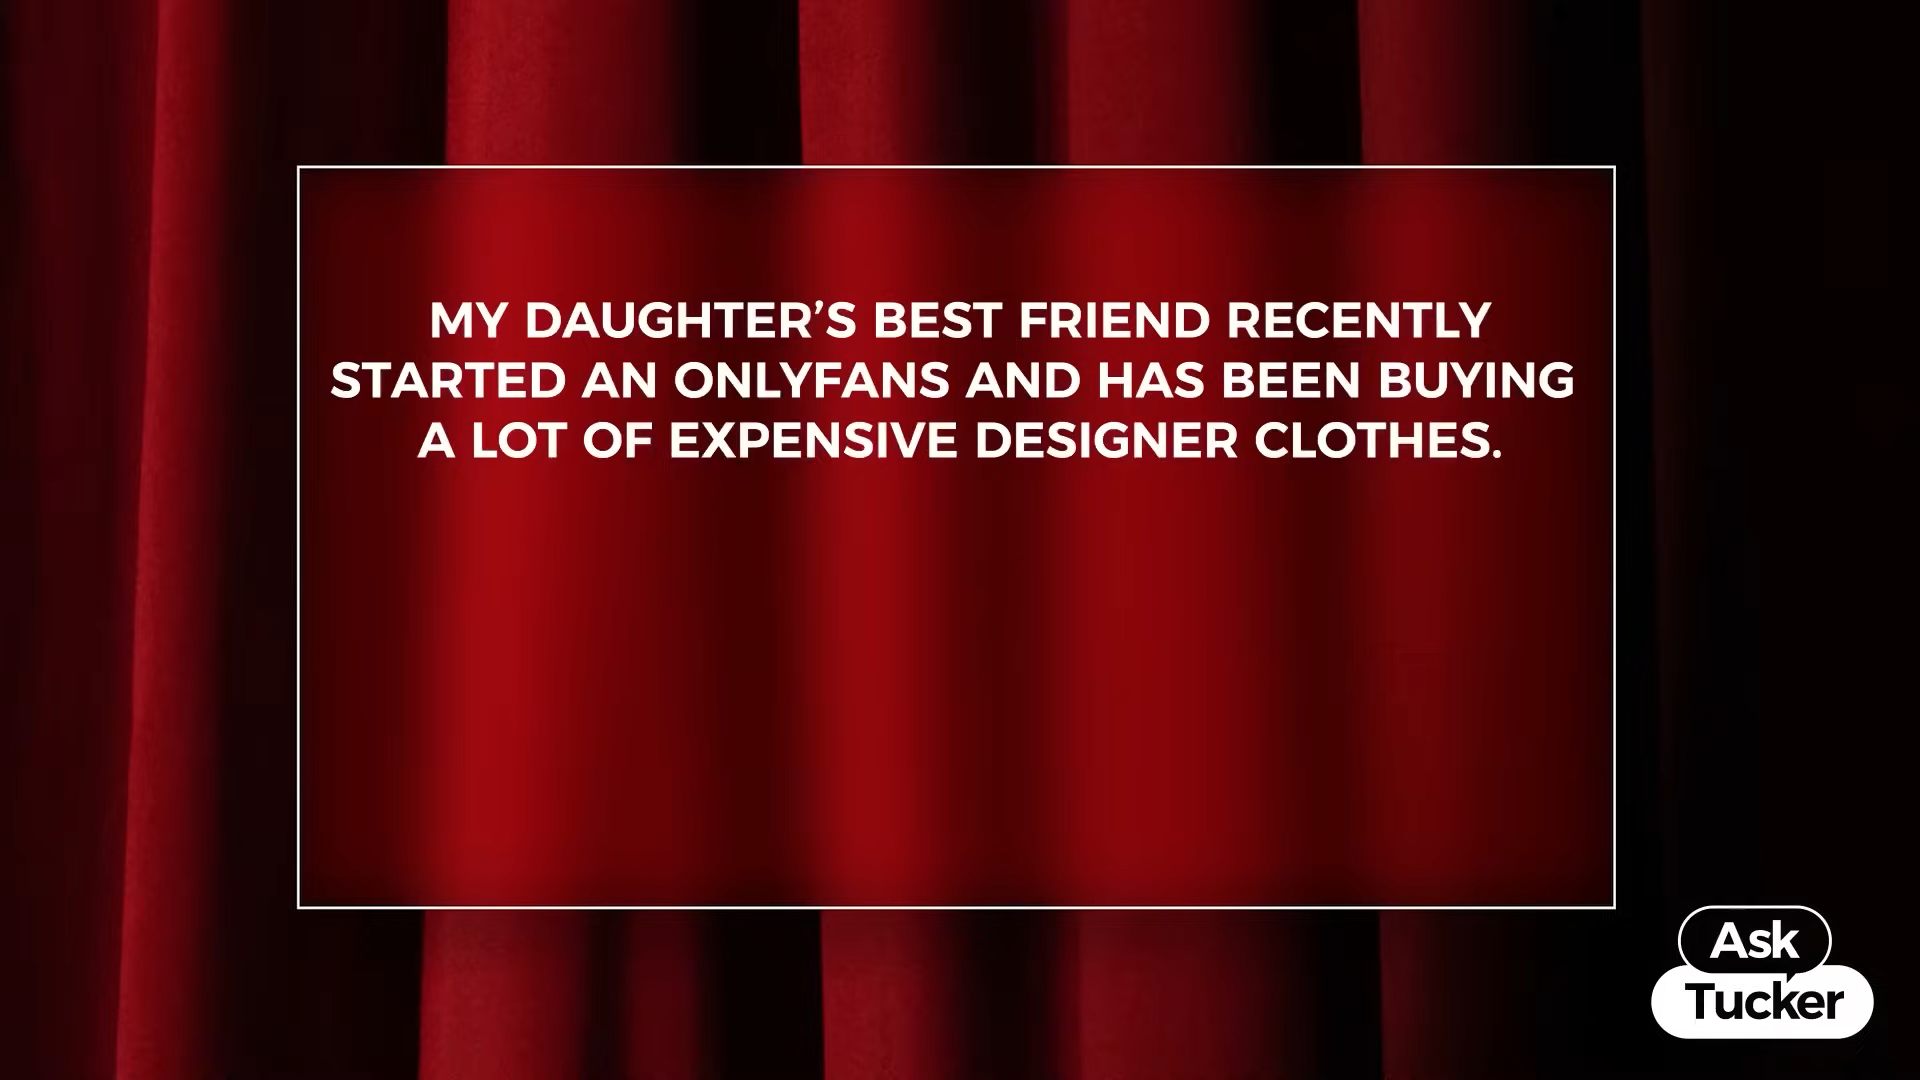 MY DAUGHTER’S BEST FRIEND RECENTLY
STARTED AN ONLYFANS AND HAS BEEN BUYING
A LOT OF EXPENSIVE DESIGNER CLOTHES.
Ask
Tucker